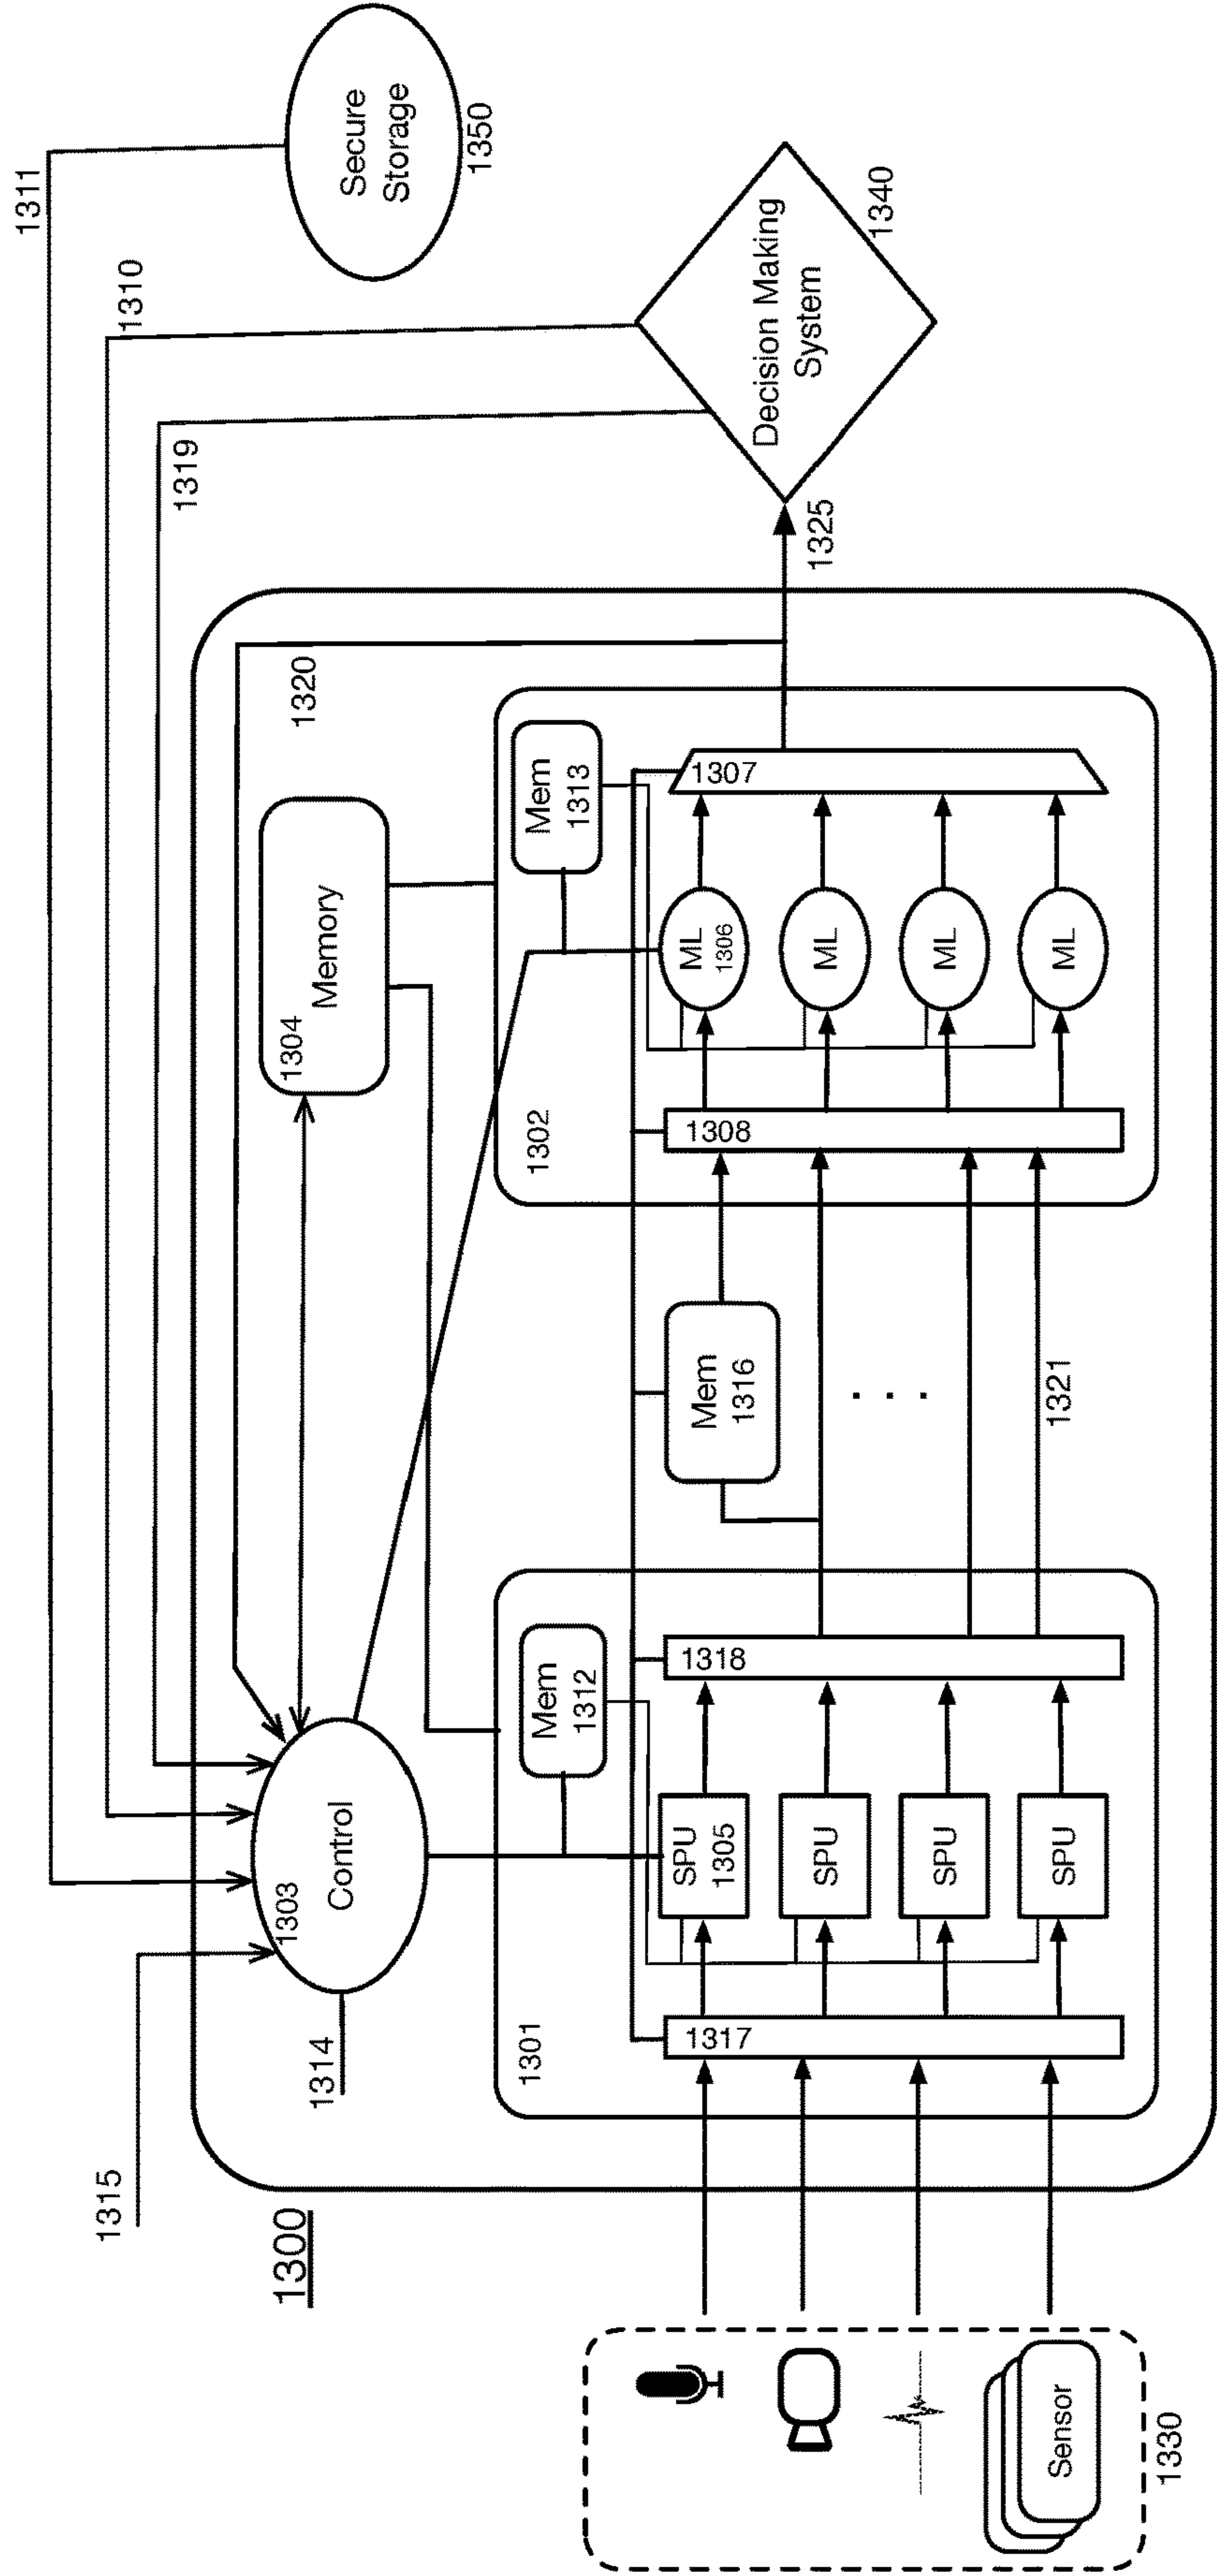 1311
1310
1319
Secure
Storage
1350
1320
1315
1300
1314
1303
Control
1304
Memory
1301
Mem
1312
1302
Mem
1313
1317
SPU
1305
SPU
SPU
SPU
1318
Mem
1316
. . .
1321
1308
ML
1306
ML
ML
ML
1307
1325
Decision Making
System
1340
Sensor
1330